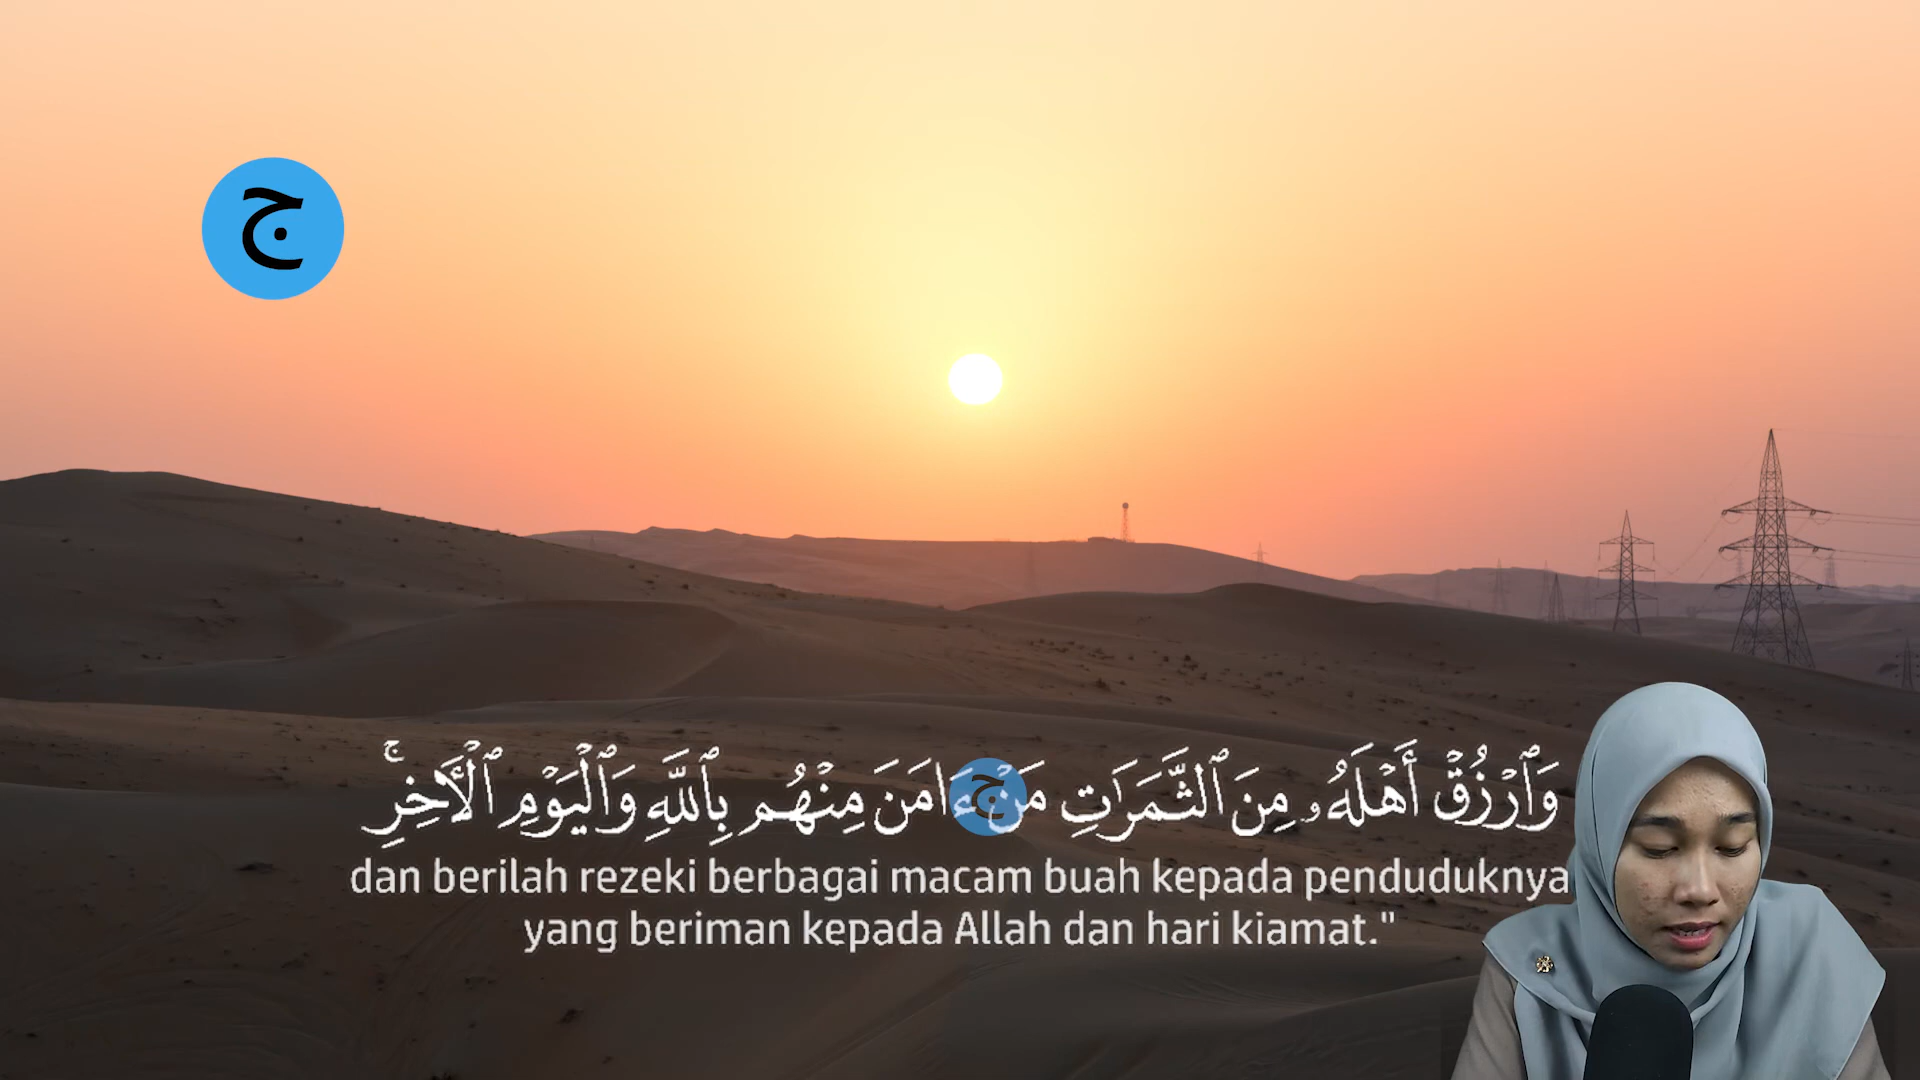 ج
وَٱرْزُقْ أَهْلَهُۥ مِنَ ٱلثَّمَرَٰتِ مَنْ ءَامَنَ مِنْهُم بِٱللَّهِ وَٱلْيَوْمِ ٱلْـَٔاخِرِ ۚ
ج
dan berilah rezeki berbagai macam buah kepada penduduknya
yang beriman kepada Allah dan hari kiamat."